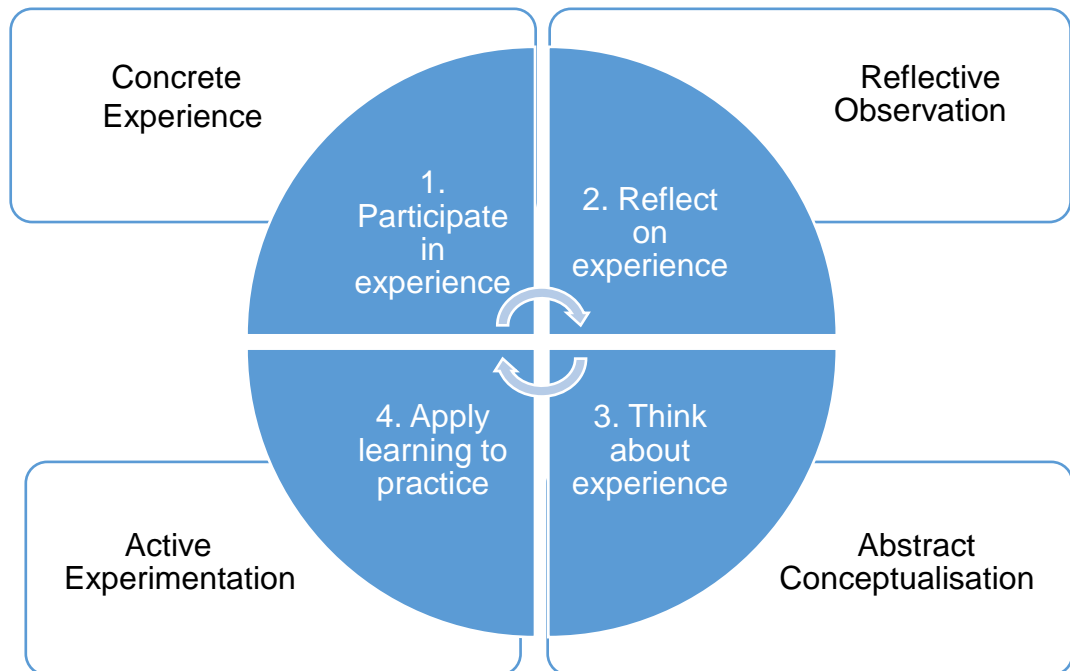 Concrete
Experience
Reflective
Observation
1.
Participate
in
experience
2. Reflect
on
experience
4. Apply
learning to
practice
3. Think
about
experience
Active
Experimentation
Abstract
Conceptualisation